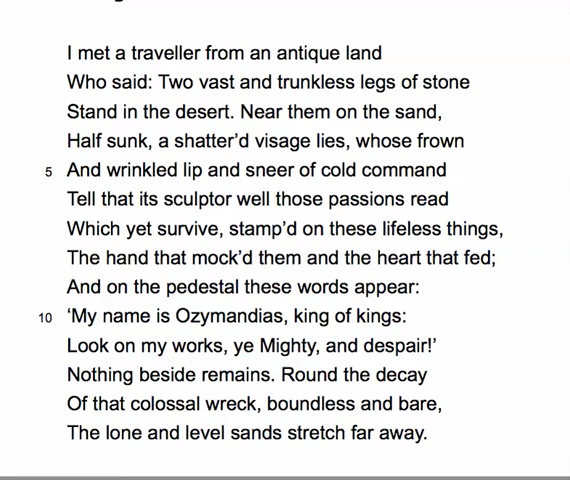 I met a traveller from an antique land
Who said: Two vast and trunkless legs of stone
Stand in the desert. Near them on the sand,
Half sunk, a shatter’d visage lies, whose frown
5 And wrinkled lip and sneer of cold command
Tell that its sculptor well those passions read
Which yet survive, stamp’d on these lifeless things,
The hand that mock’d them and the heart that fed;
And on the pedestal these words appear:
10 ‘My name is Ozymandias, king of kings:
Look on my works, ye Mighty, and despair!’
Nothing beside remains. Round the decay
Of that colossal wreck, boundless and bare,
The lone and level sands stretch far away.